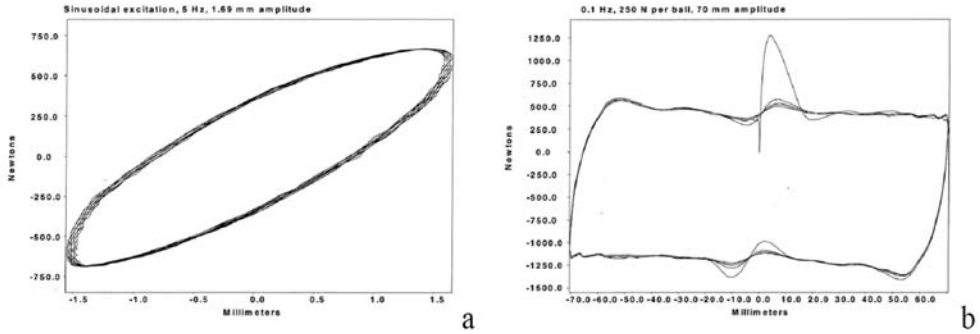 Sinusoidal excitation, 5 Hz, 1.69 mm amplitude
750.0
500.0
250.0
0.0
-250.0
-500.0
-750.0
Newtons
-1.5
-1.0
-0.5
0.0
0.5
1.0
1.5
Millimeters
a
0.1 Hz, 250 N per ball, 70 mm amplitude
1250.0
1000.0
750.0
500.0
250.0
0.0
-250.0
-500.0
-750.0
-1000.0
-1250.0
-1500.0
Newtons
-70.0 -60.0 -50.0 -40.0 -30.0 -20.0 -10.0 0.0 10.0 20.0 30.0 40.0 50.0 60.0
Millimeters
b